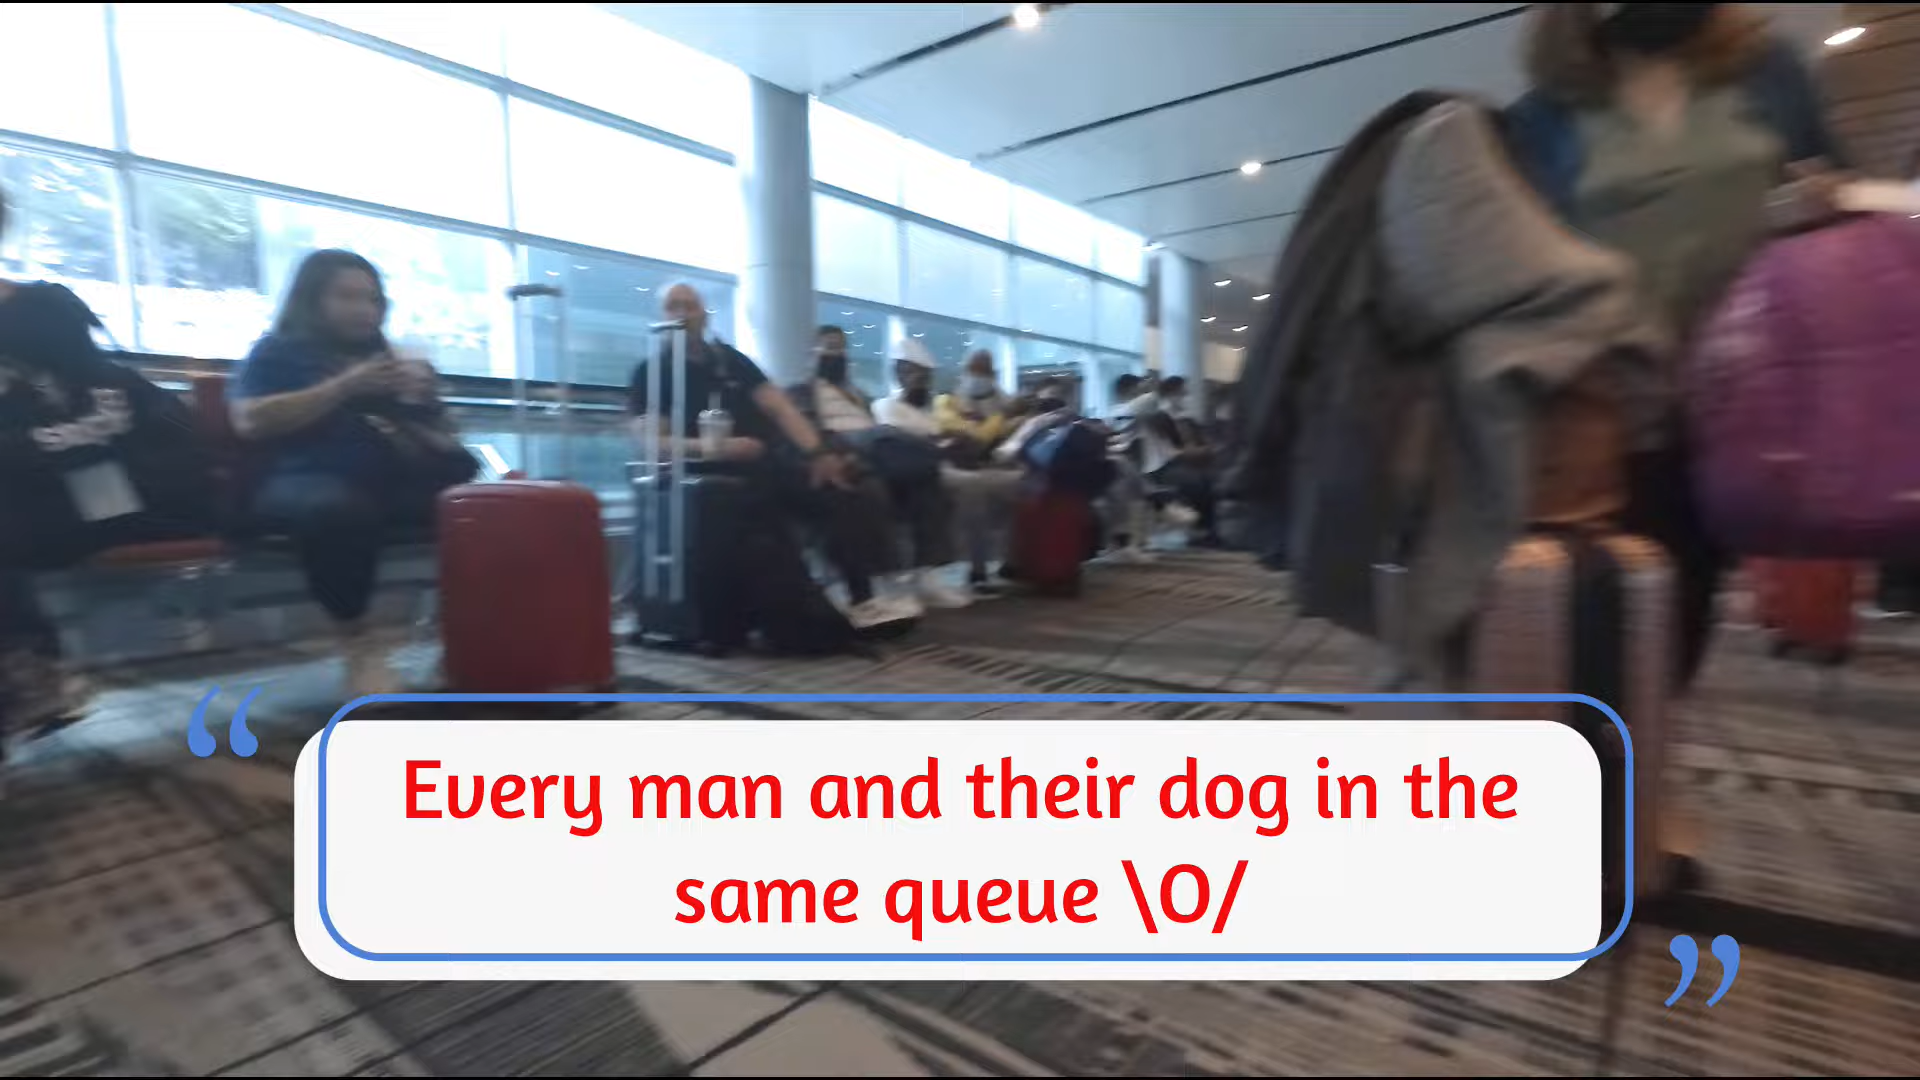 “
Every man and their dog in the
same queue \O/
”